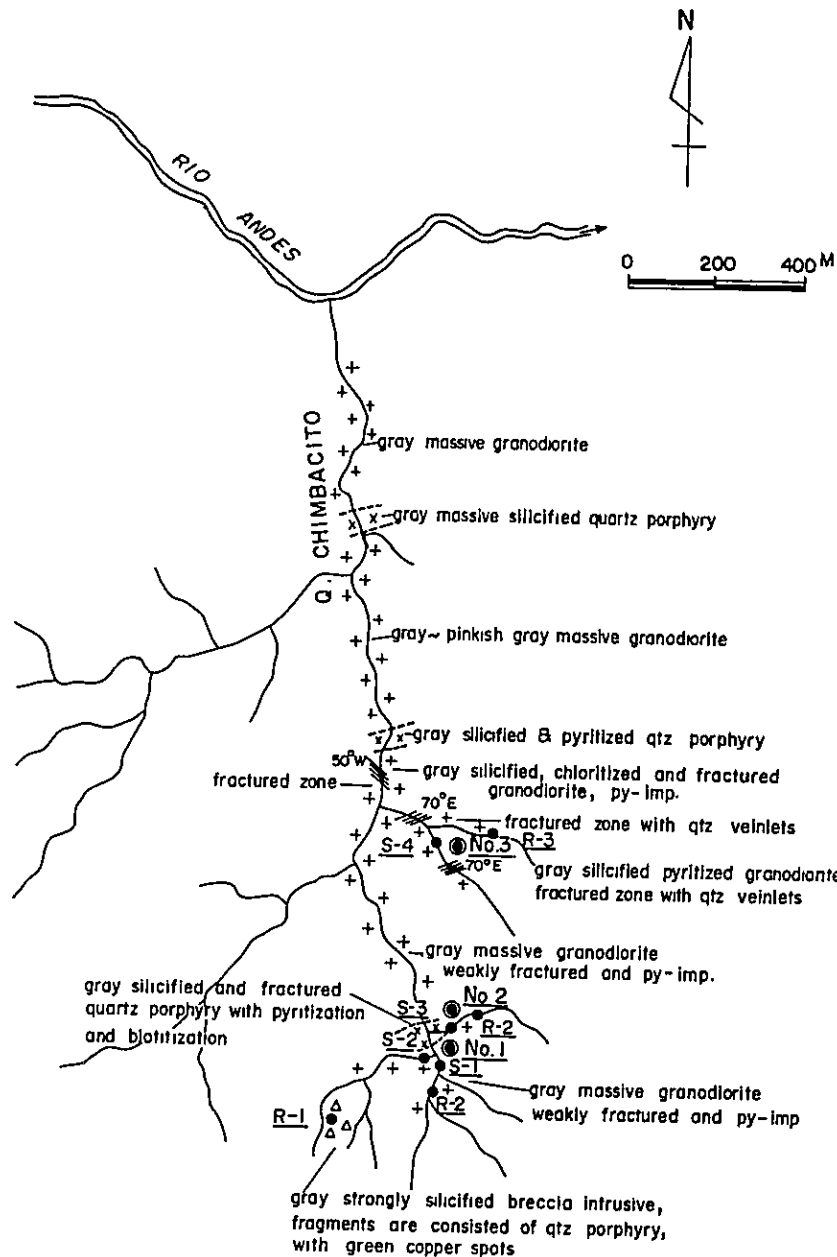 N
RIO
ANDES
0 200 400 M
Q. CHIMBACITO
gray massive granodiorite
gray massive silicified quartz porphyry
gray~ pinkish gray massive granodiorite
gray silicified & pyritized qtz porphyry
50°W
gray silicified, chloritized and fractured
granodiorite, py-imp.
fractured zone
70°E
fractured zone with qtz veinlets
S-4
No.3
R-3
70°E
gray silicified pyritized granodiorite
fractured zone with qtz veinlets
gray massive granodiorite
weakly fractured and py-imp.
gray silicified and fractured
quartz porphyry with pyritization
and biotitization
S-3
No.2
R-2
S-2
No.1
S-1
gray massive granodiorite
weakly fractured and py-imp
R-2
R-1
gray strongly silicified breccia intrusive,
fragments are consisted of qtz porphyry,
with green copper spots